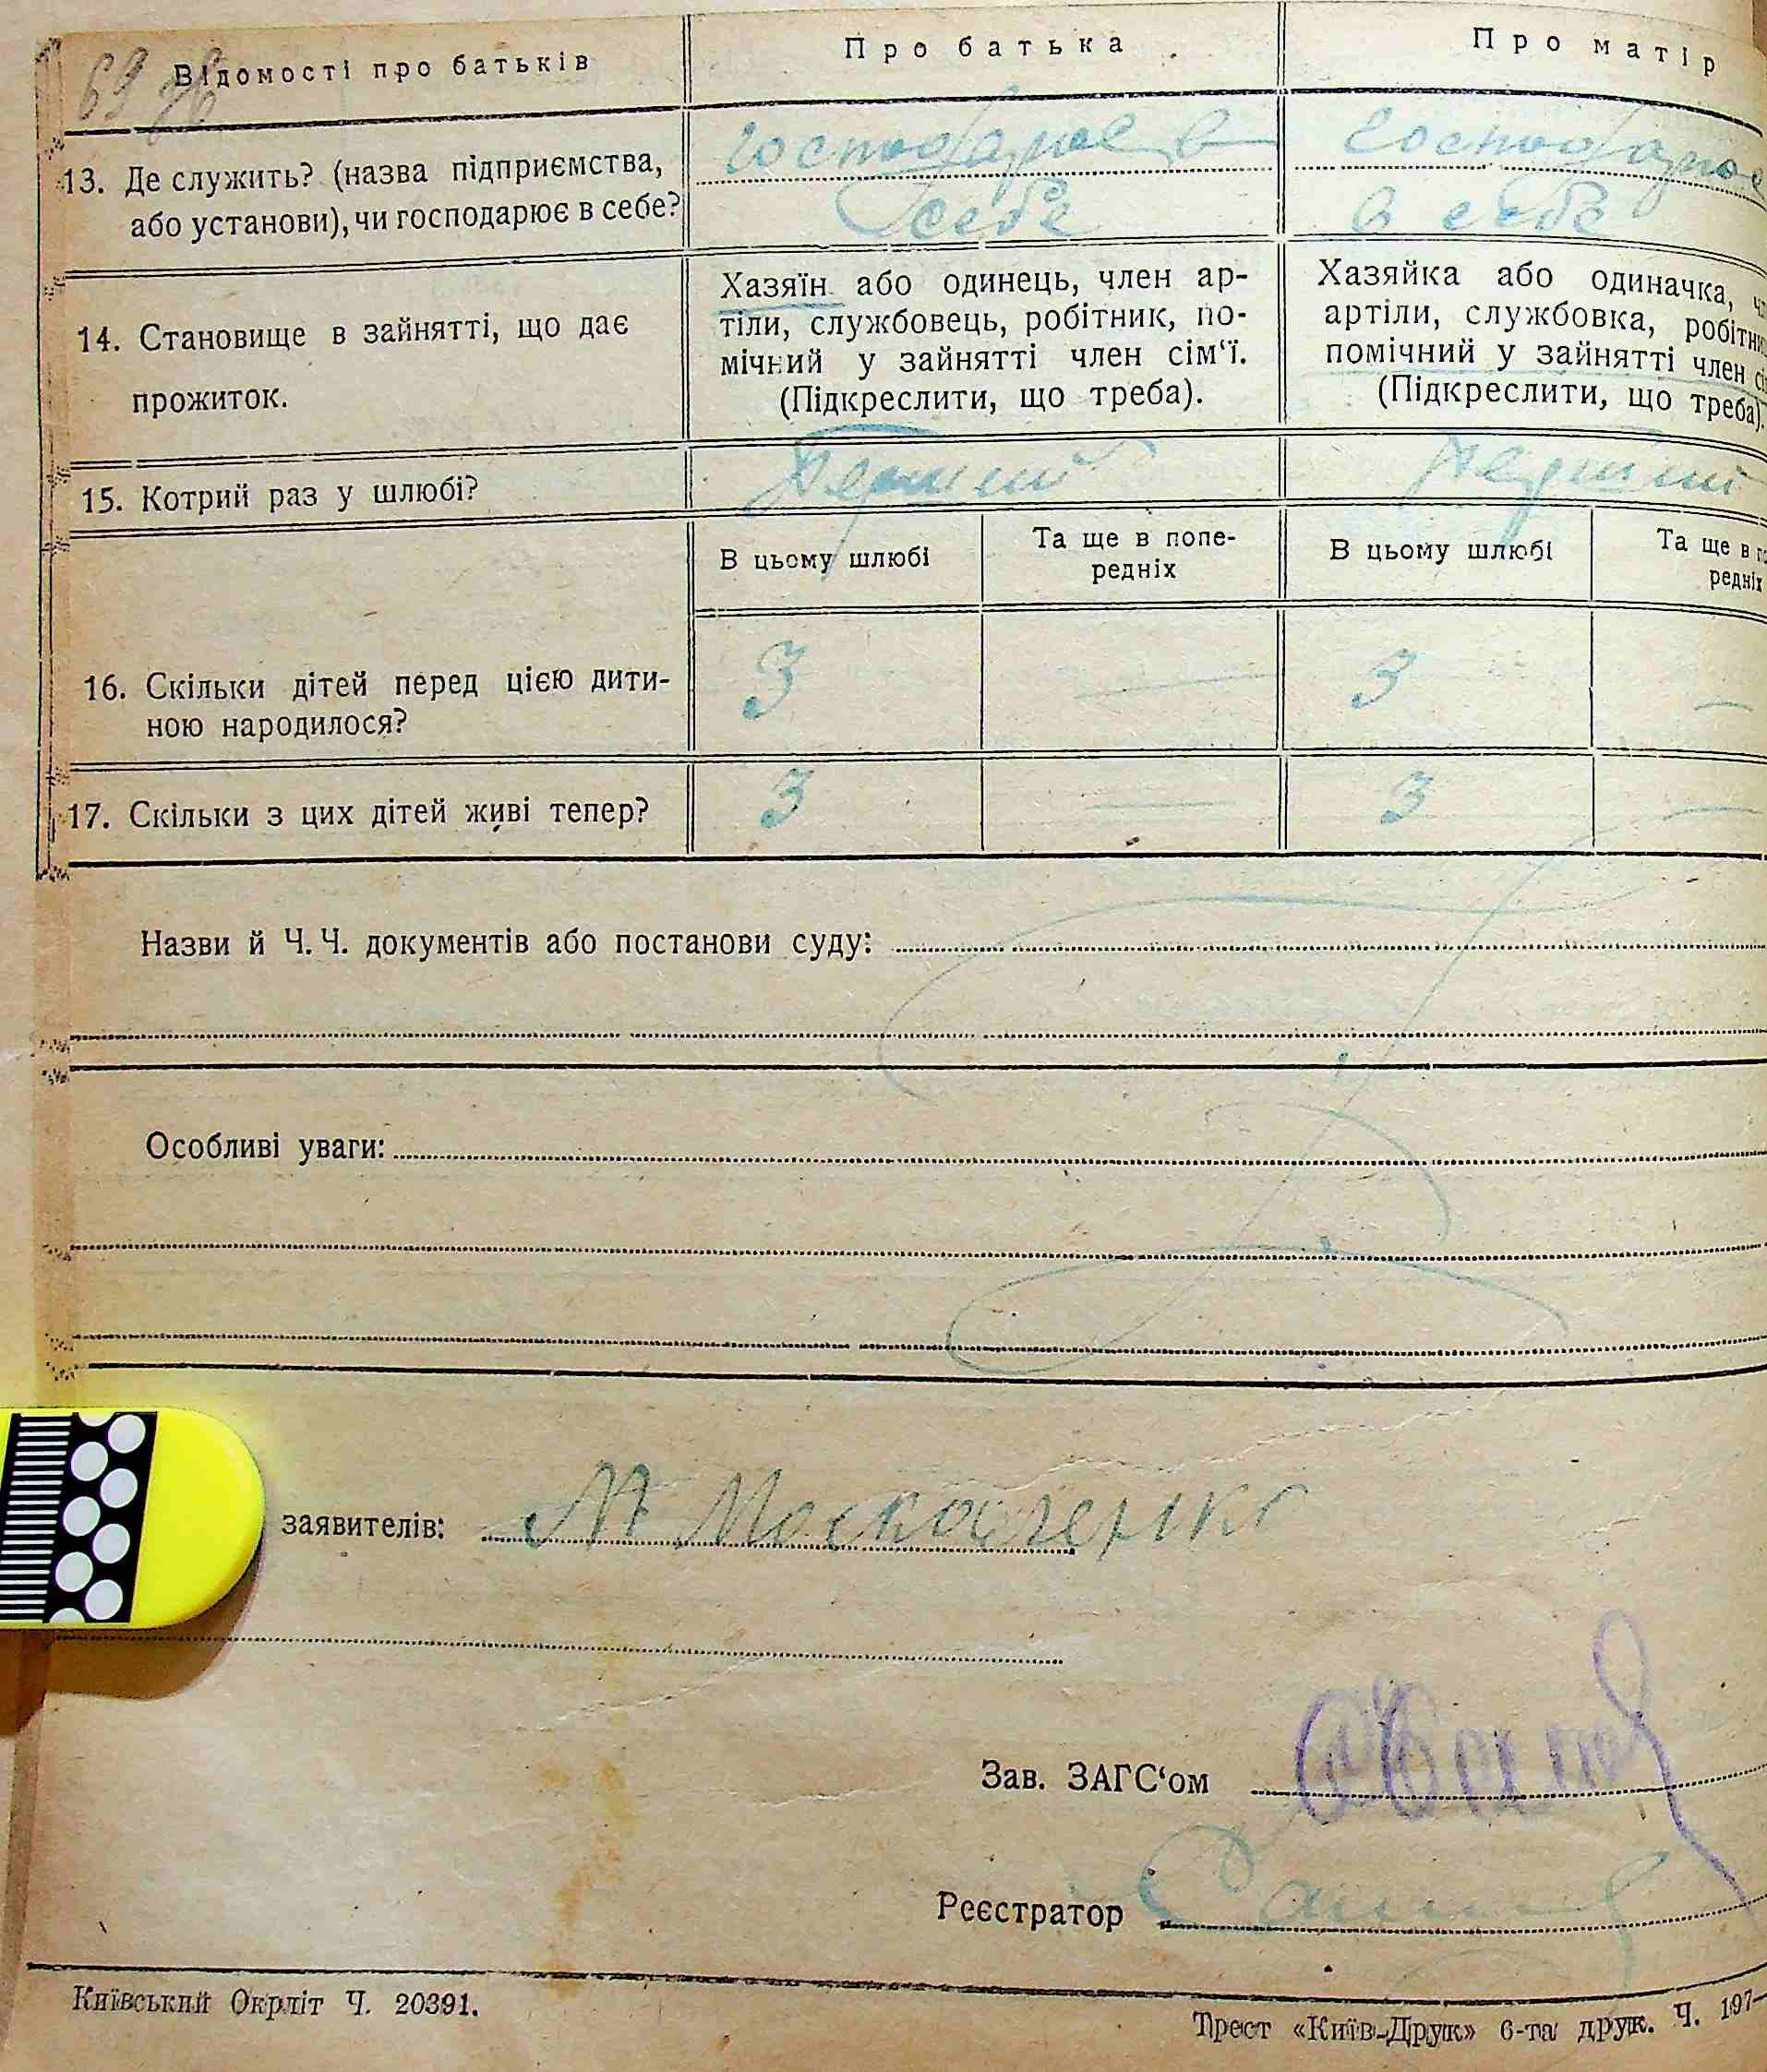 69
Відомості про батьків
Про батька
Про матір
13. Де служить? (назва підприємства,
або установи), чи господарює в себе?
господарює в
себе
господарює
в себе
14. Становище в зайнятті, що дає
прожиток.
Хазяїн або одинець, член ар-
тіли, службовець, робітник, по-
мічний у зайнятті член сім‘ї.
(Підкреслити, що треба).
Хазяйка або одиначка,
артіли, службовка,
помічний у зайнятті член
(Підкреслити, що треба).
15. Котрий раз у шлюбі?
Перший
Перший
В цьому шлюбі
Та ще в попе-
редніх
В цьому шлюбі
Та ще в
редніх
16. Скільки дітей перед цією дити-
ною народилося?
3 — 3 —
17. Скільки з цих дітей живі тепер?
3 — 3 —
Назви й Ч. Ч. документів або постанови суду:
Особливі уваги:
заявителів: М Москаленко
Зав. ЗАГС‘ом
Реєстратор
Київський Окрліт Ч. 20391.
Трест «Київ-Друк» 6-та друк. Ч. 197—